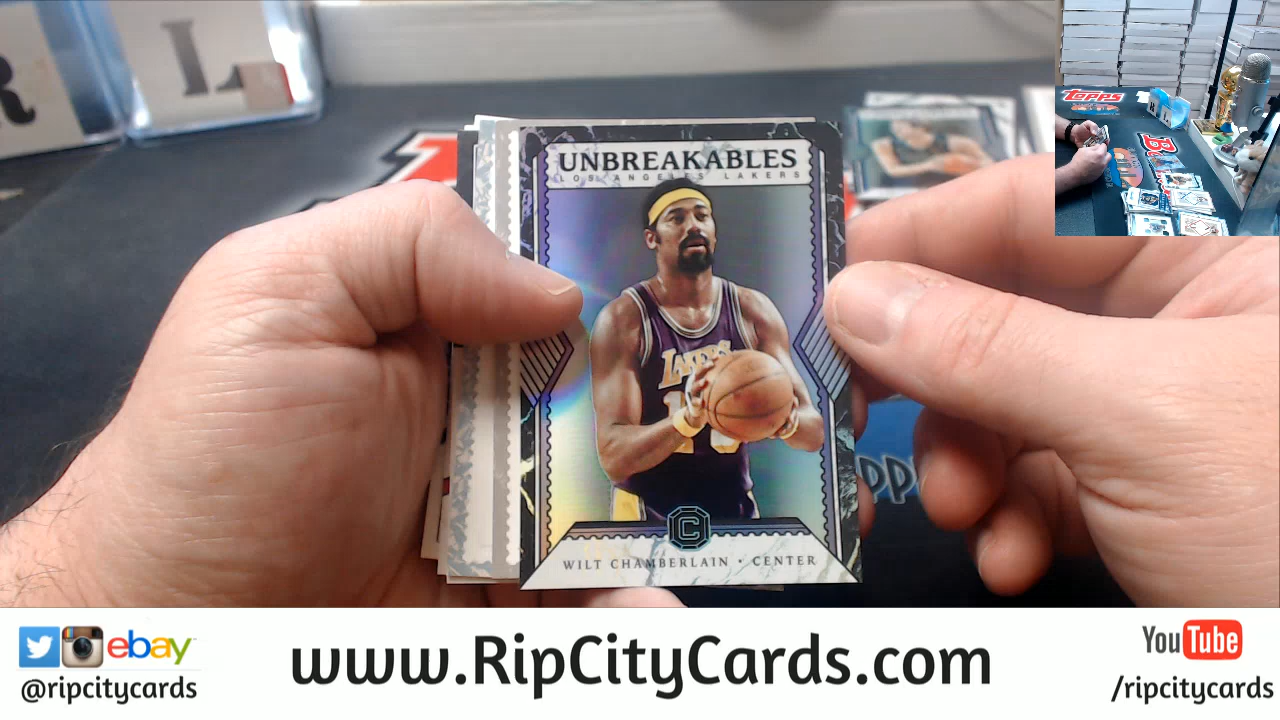 UNBREAKABLES
LOS ANGELES LAKERS
LAKERS
C
WILT CHAMBERLAIN • CENTER
L
Topps
ebay
@ripcitycards
www.RipCityCards.com
YouTube
/ripcitycards